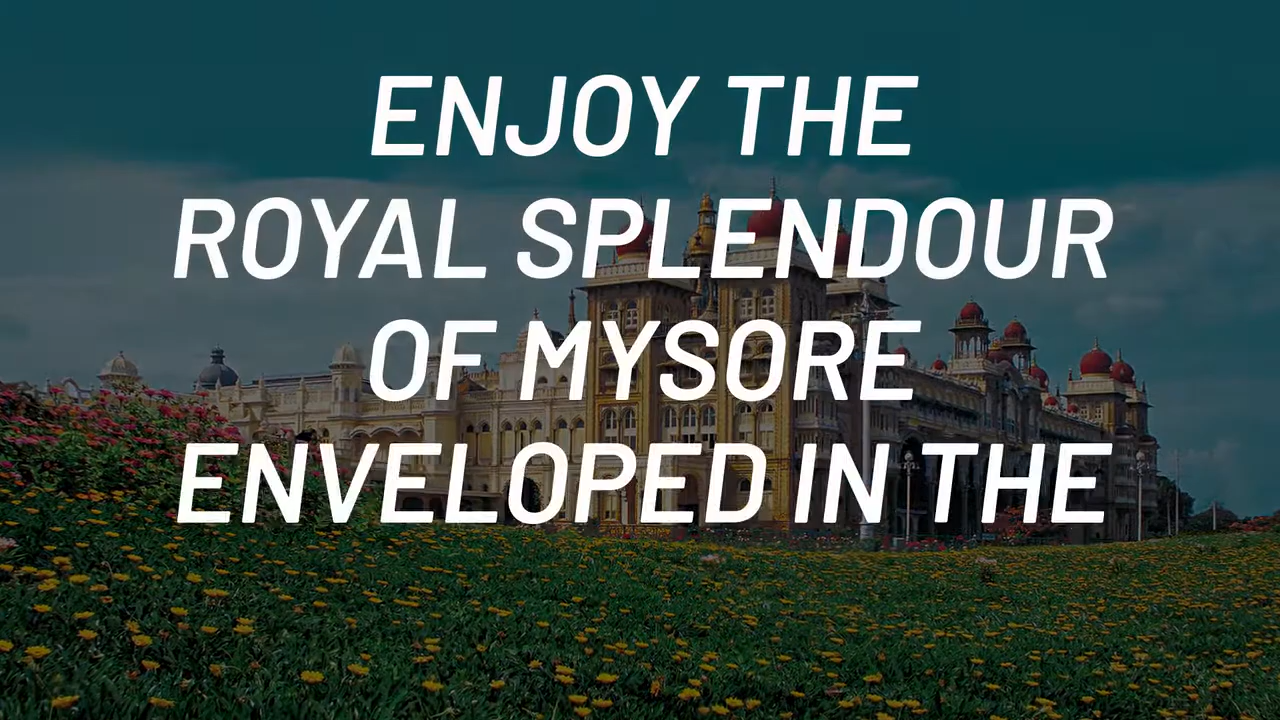 ENJOY THE
ROYAL SPLENDOUR
OF MYSORE
ENVELOPED IN THE